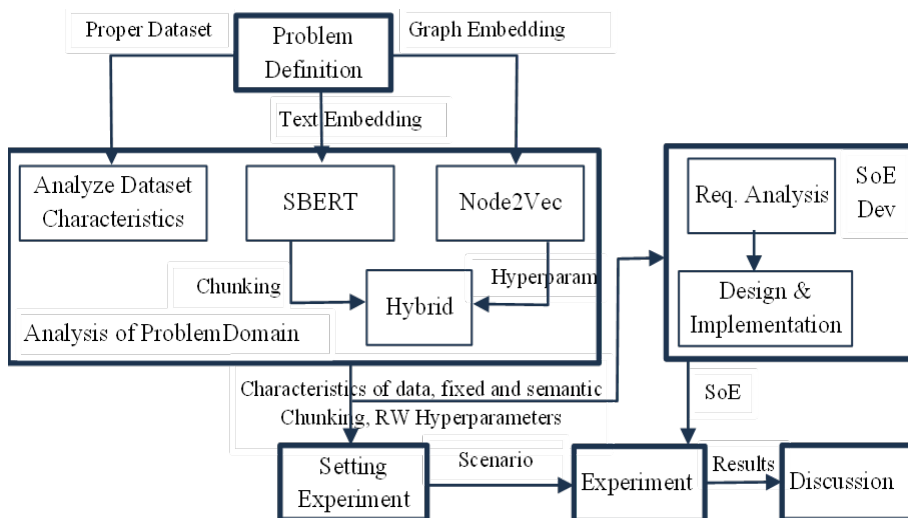 Proper Dataset
Problem
Definition
Graph Embedding
Text Embedding
Analyze Dataset
Characteristics
SBERT
Node2Vec
Chunking
Hyperparam
Hybrid
Analysis of Problem Domain
Req. Analysis
SoE
Dev
Design &
Implementation
Characteristics of data, fixed and semantic
Chunking, RW Hyperparameters
SoE
Setting
Experiment
Scenario
Experiment
Results
Discussion